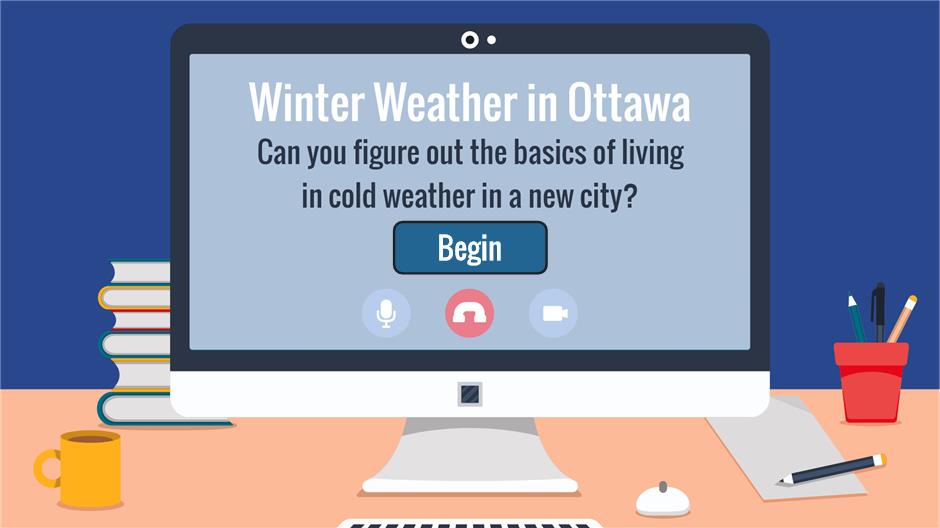 Winter Weather in Ottawa
Can you figure out the basics of living
in cold weather in a new city?
Begin